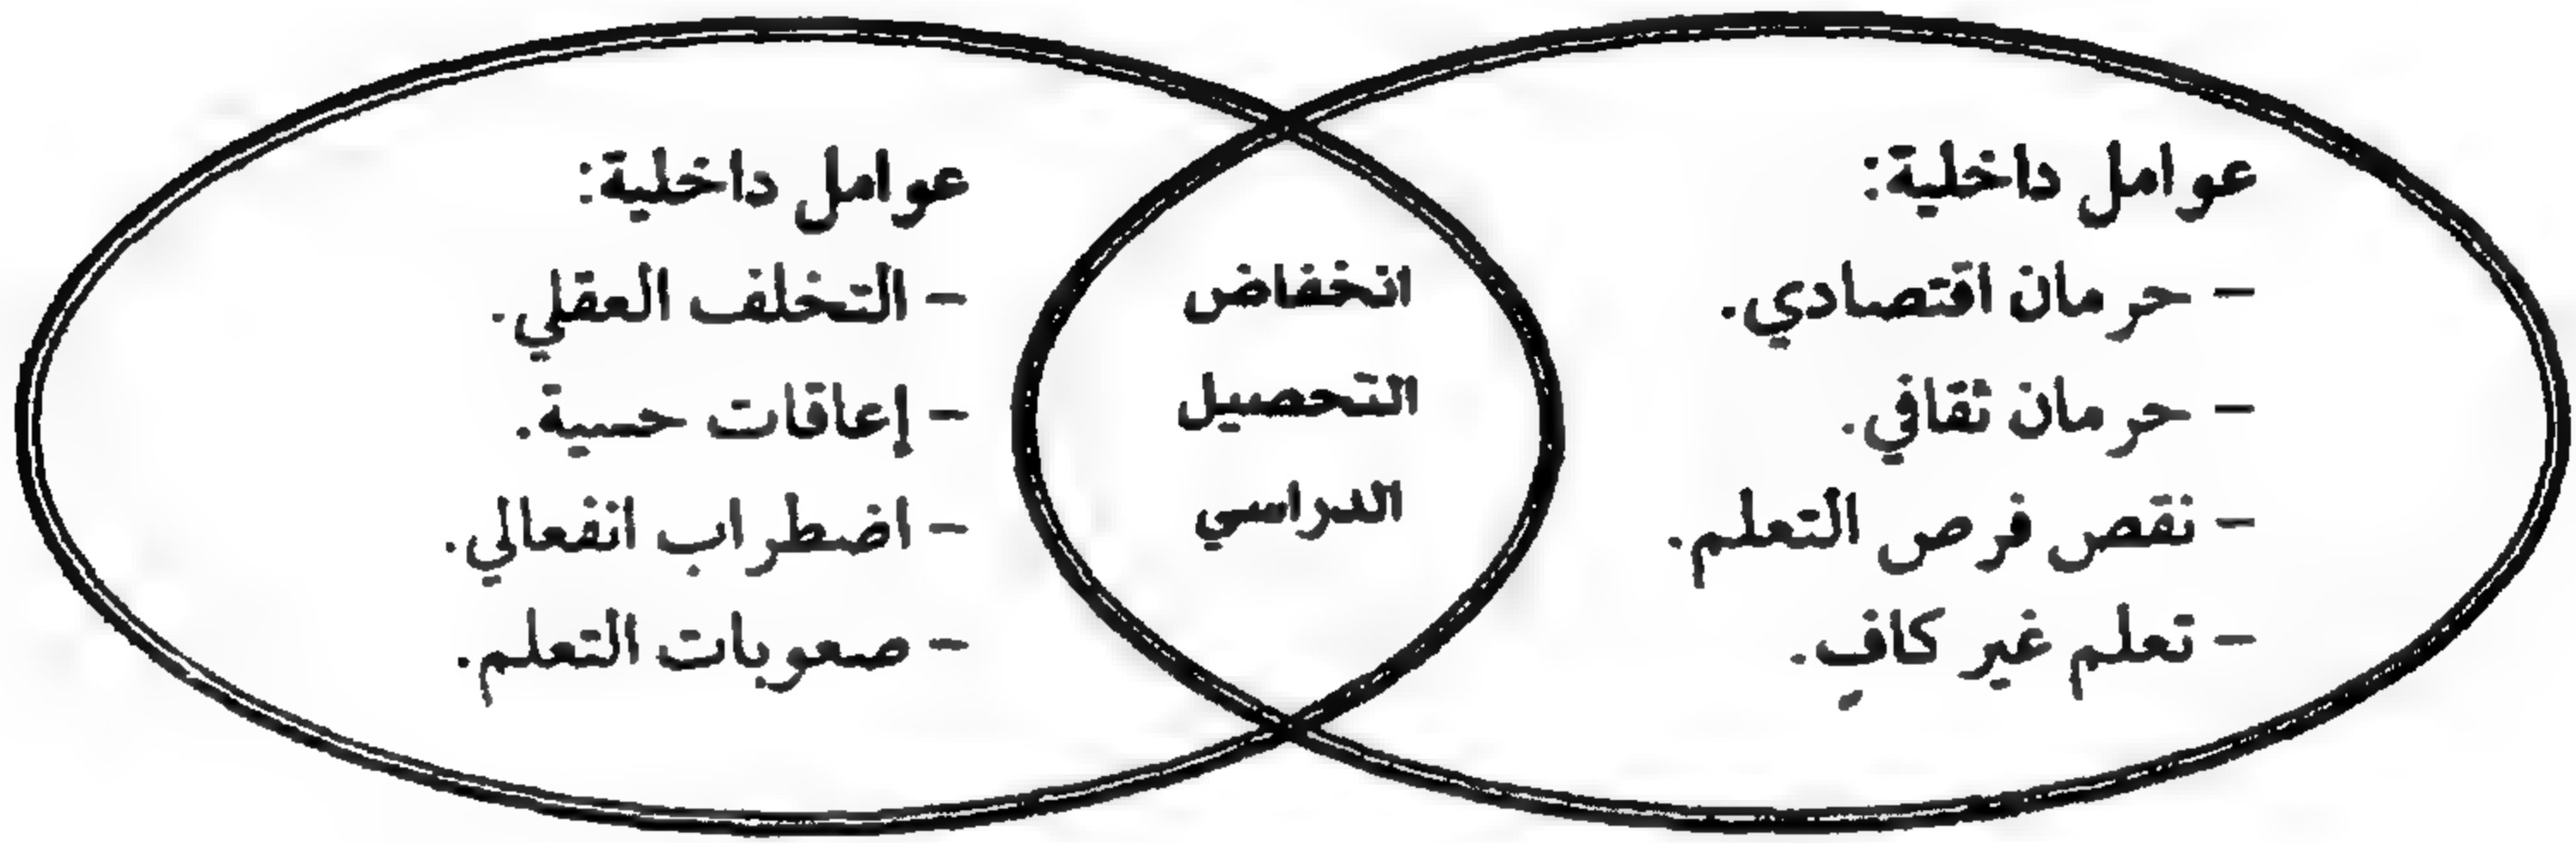 عوامل داخلية:
– حرمان اقتصادي.
– حرمان ثقافي.
– نقص فرص التعلم.
– تعلم غير كافٍ.
انخفاض
التحصيل
الدراسي
عوامل داخلية:
– التخلف العقلي.
– إعاقات حسية.
– اضطراب انفعالي.
– صعوبات التعلم.